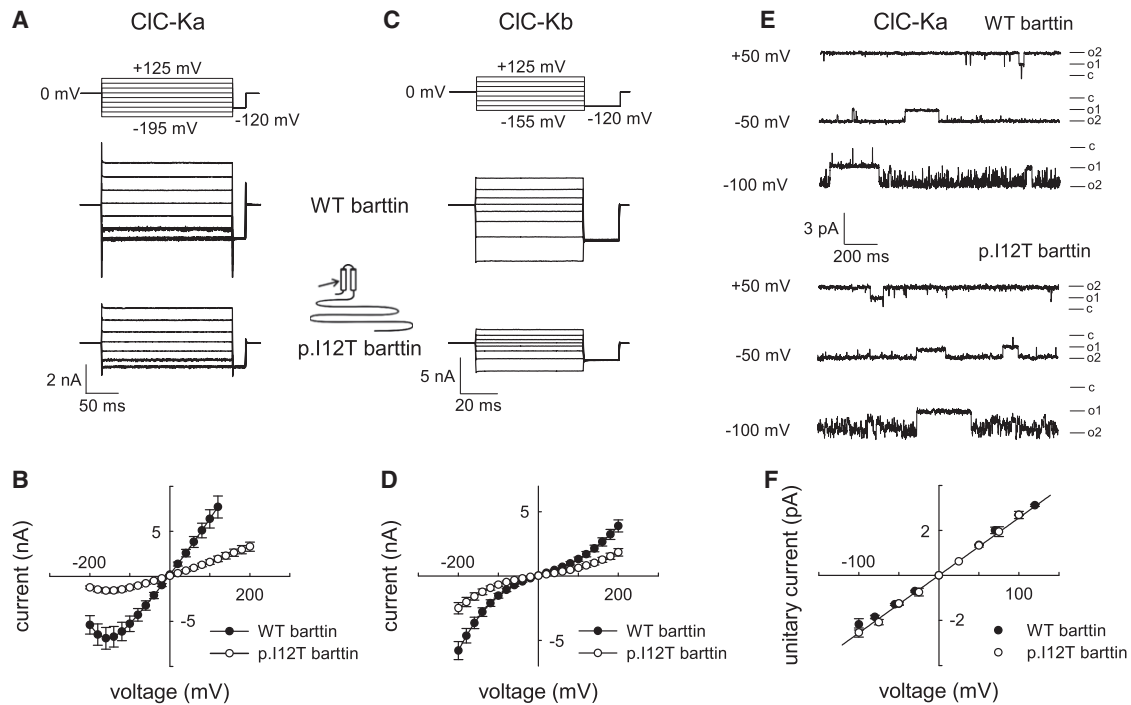 A
ClC-Ka
+125 mV
0 mV
-195 mV
-120 mV
2 nA
50 ms
WT barttin
p.I12T barttin
C
ClC-Kb
+125 mV
0 mV
-155 mV
-120 mV
5 nA
20 ms
E
ClC-Ka
WT barttin
+50 mV
o2
o1
c
-50 mV
c
o1
o2
-100 mV
c
o1
o2
3 pA
200 ms
p.I12T barttin
+50 mV
o2
o1
c
-50 mV
c
o1
o2
-100 mV
c
o1
o2
B
current (nA)
5
-200
200
-5
WT barttin
p.I12T barttin
voltage (mV)
D
current (nA)
5
-200
200
-5
WT barttin
p.I12T barttin
voltage (mV)
F
unitary current (pA)
2
-100
100
-2
WT barttin
p.I12T barttin
voltage (mV)